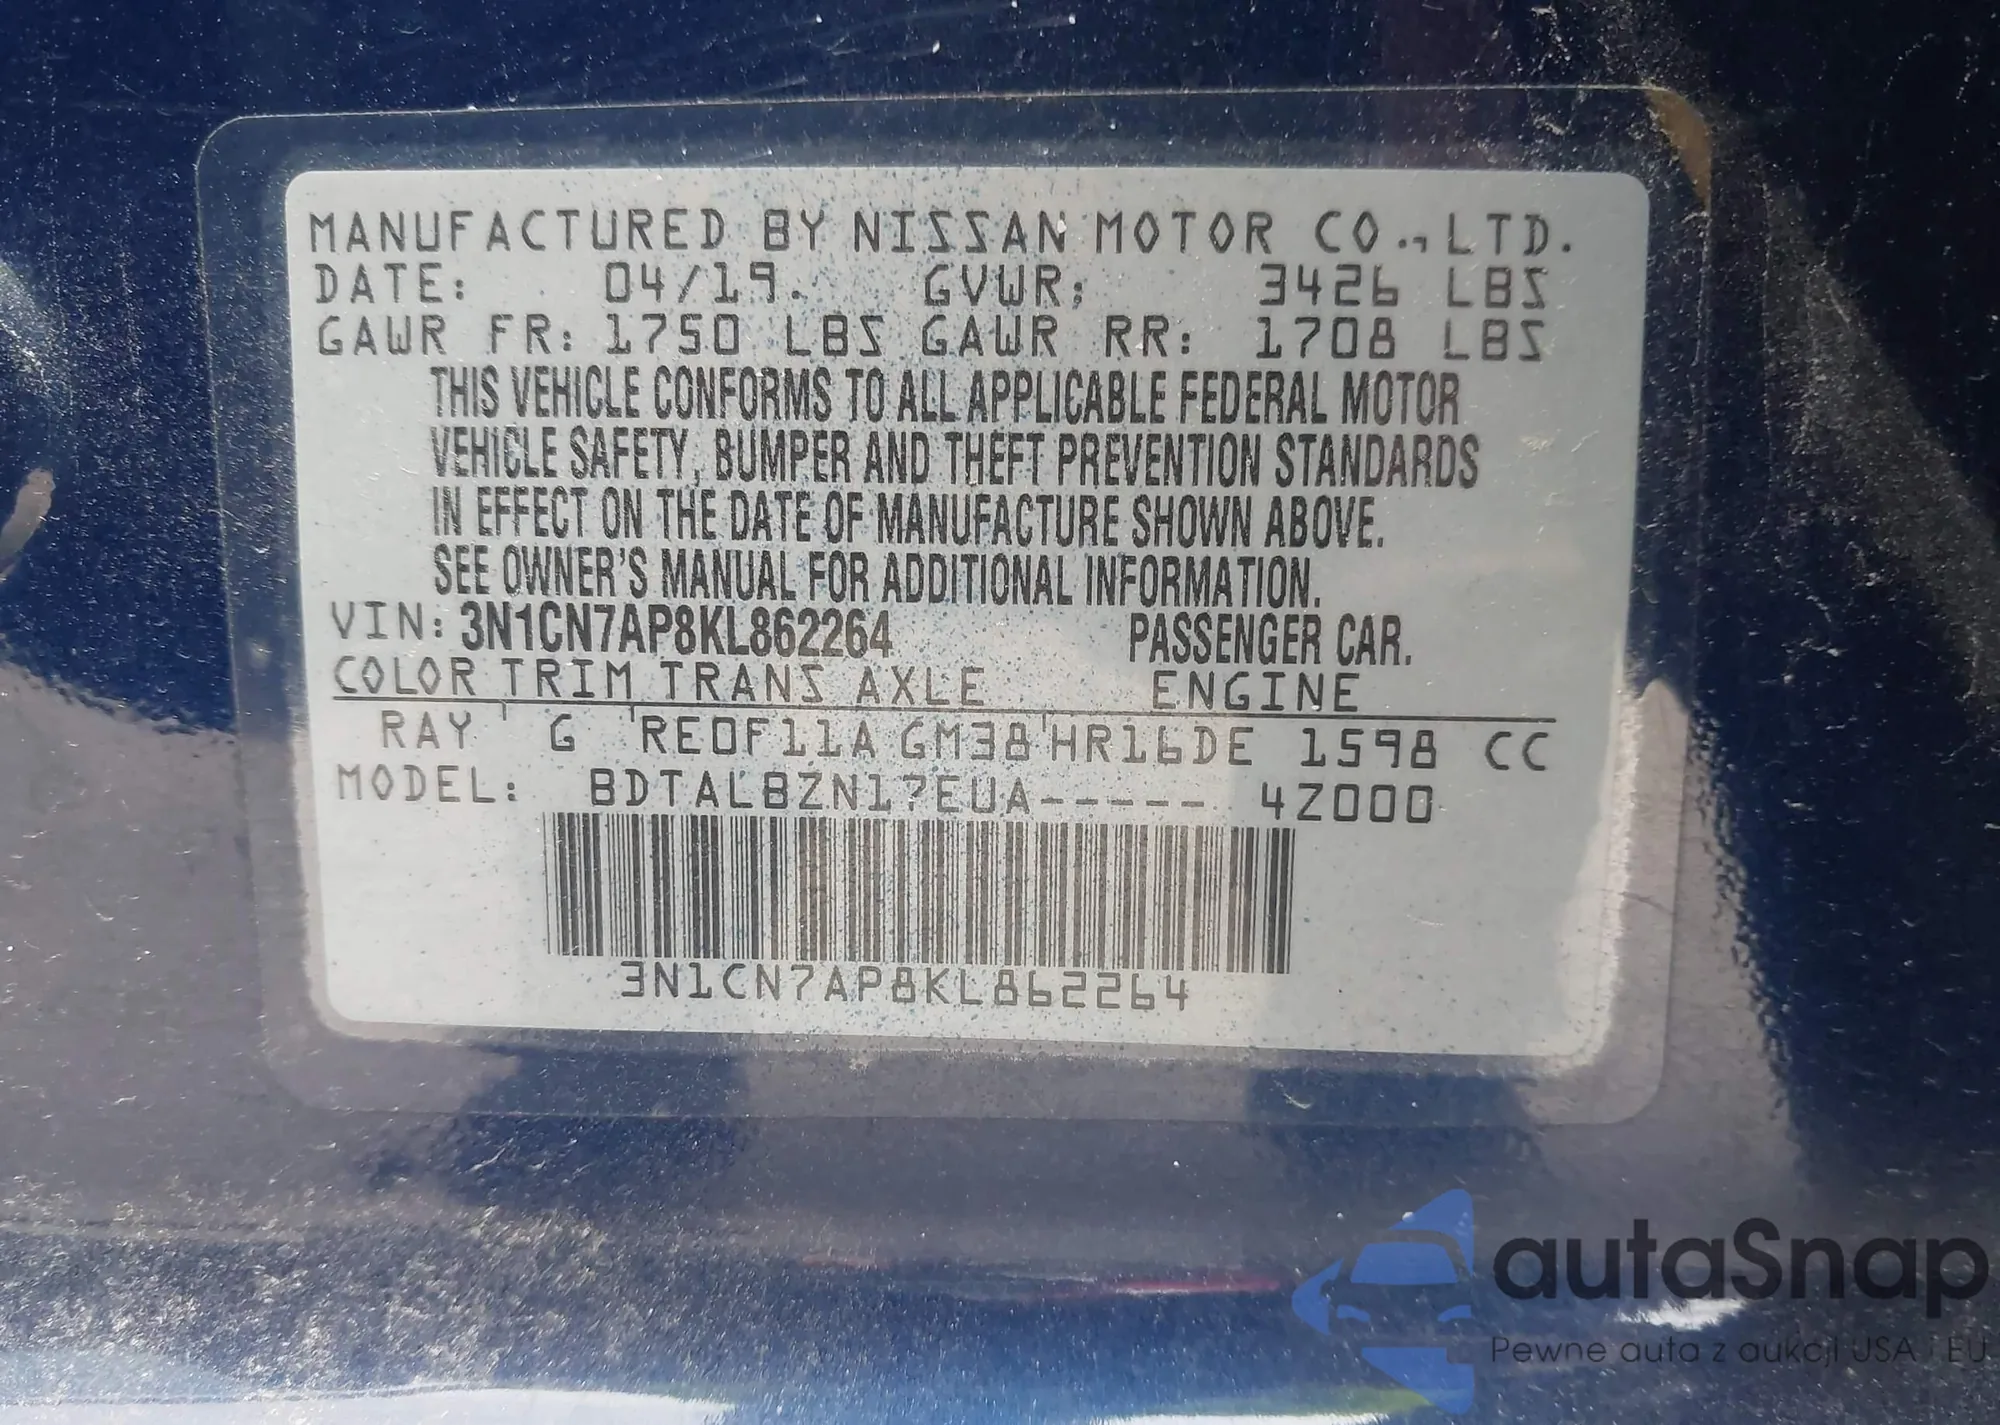 MANUFACTURED BY NISSAN MOTOR CO., LTD.
DATE: 04/19. GVWR: 3426 LBS
GAWR FR: 1750 LBS GAWR RR: 1708 LBS
THIS VEHICLE CONFORMS TO ALL APPLICABLE FEDERAL MOTOR
VEHICLE SAFETY, BUMPER AND THEFT PREVENTION STANDARDS
IN EFFECT ON THE DATE OF MANUFACTURE SHOWN ABOVE.
SEE OWNER'S MANUAL FOR ADDITIONAL INFORMATION.
VIN: 3N1CN7AP8KL862264 PASSENGER CAR.
COLOR TRIM TRANS AXLE ENGINE
RAY G RE0F11A GM38 HR16DE 1598 CC
MODEL: BDTAL8ZN17EUA----- 4Z000
3N1CN7AP8KL862264
autaSnap
Pewne auta z aukcji USA i EU